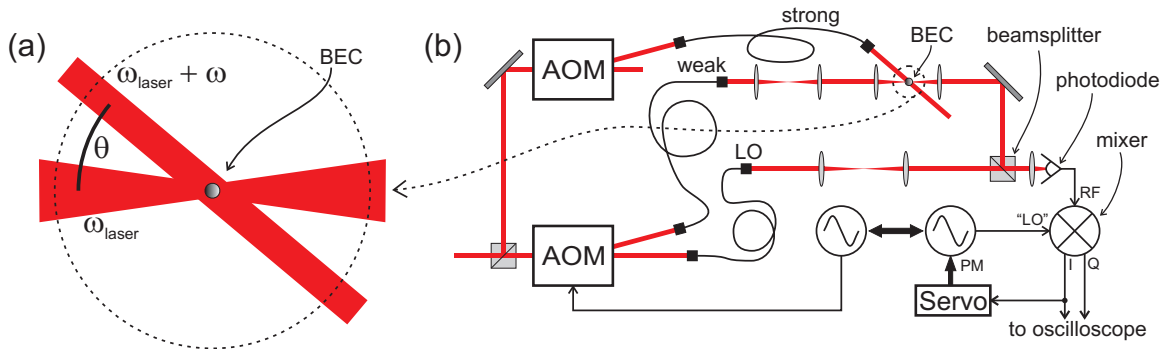 (a)
BEC
ω_laser + ω
θ
ω_laser
(b)
strong
BEC
beamsplitter
AOM
weak
photodiode
mixer
LO
RF
"LO"
AOM
I
Q
PM
Servo
to oscilloscope